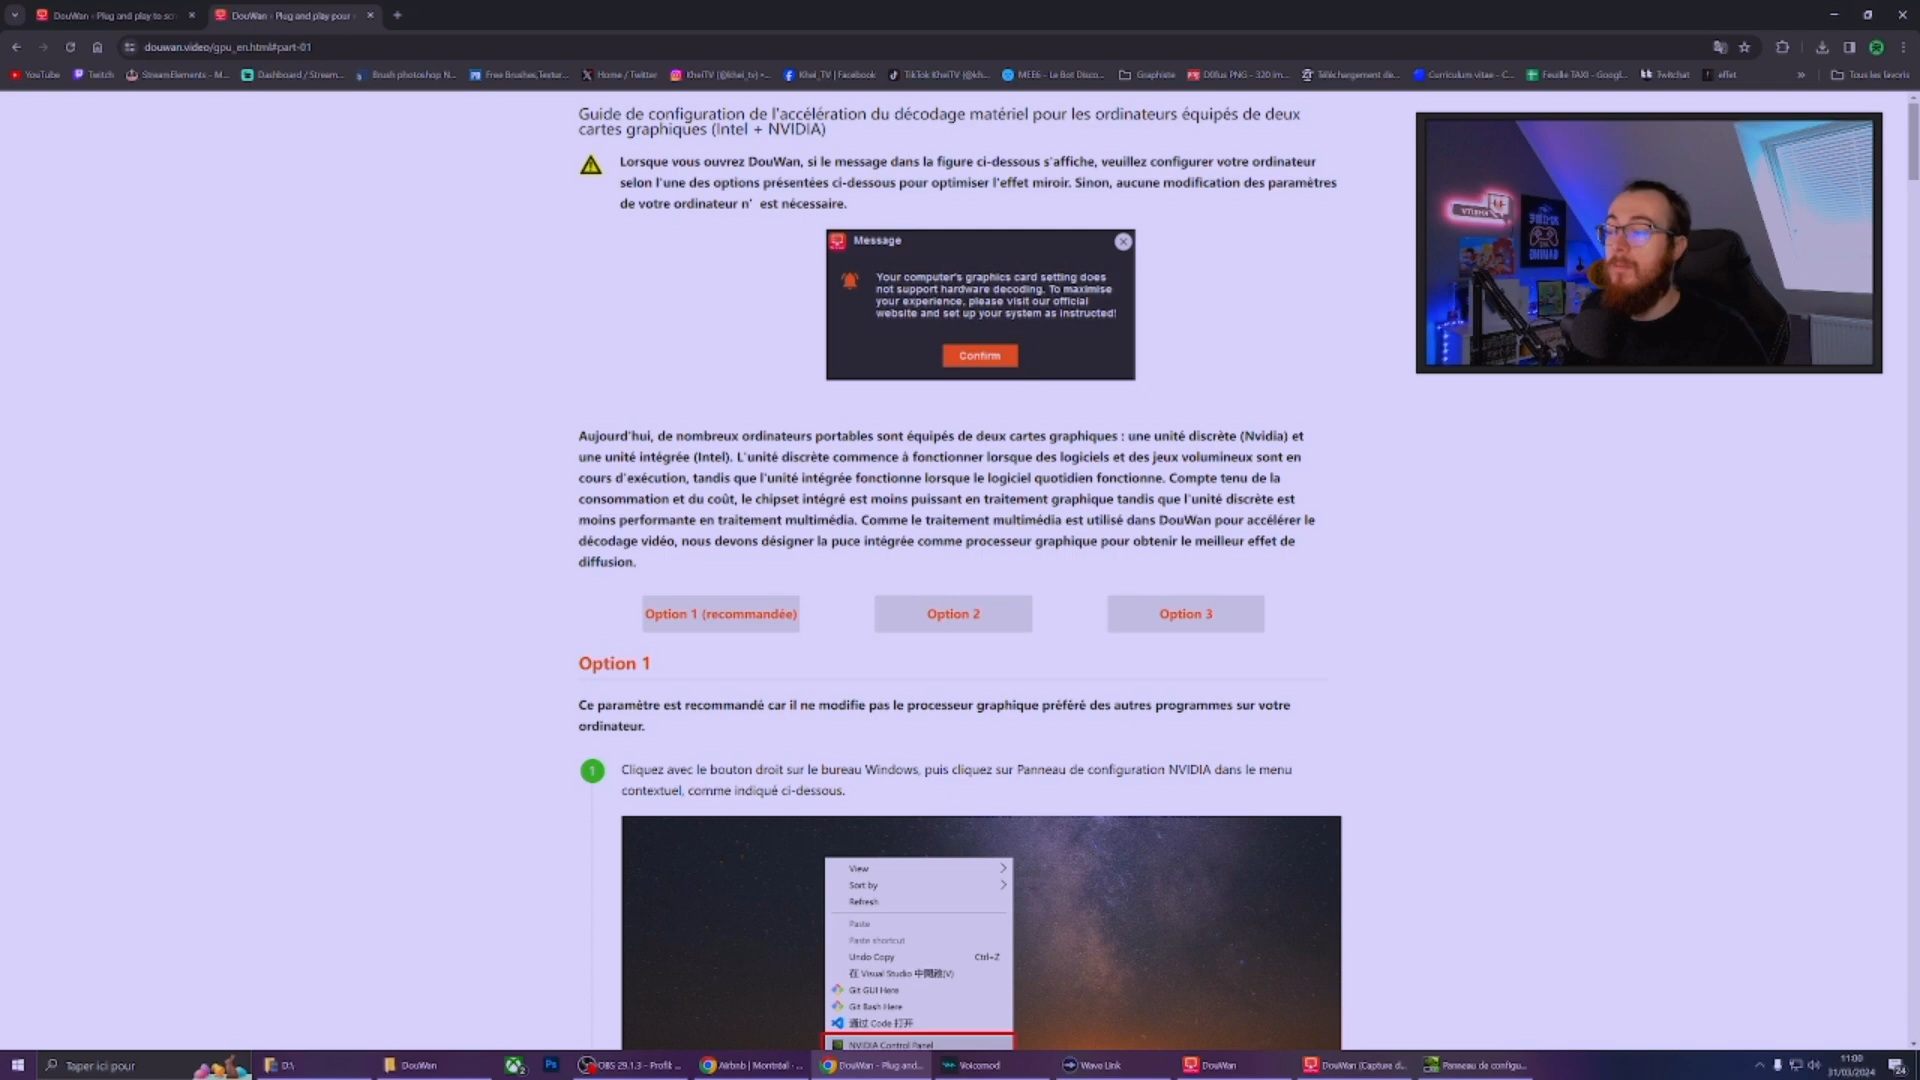 DouWan - Plug and play to scr
DouWan - Plug and play pour
douwan.video/gpu_en.html#part-01
YouTube
Twitch
StreamElements - M...
Dashboard / Stream...
Brush photoshop N...
Free Brushes,Textur...
Home / Twitter
KheiTV (@khei_tv) •...
Khei_TV | Facebook
TikTok KheiTV (@kh...
MEE6 - Le Bot Disco...
Graphiste
D0fus PNG - 320 im...
Téléchargement de...
Curriculum vitae - C...
Feuille TAXI - Googl...
Twitchat
effet
Tous les favoris
Guide de configuration de l'accélération du décodage matériel pour les ordinateurs équipés de deux
cartes graphiques (Intel + NVIDIA)
Lorsque vous ouvrez DouWan, si le message dans la figure ci-dessous s'affiche, veuillez configurer votre ordinateur
selon l'une des options présentées ci-dessous pour optimiser l'effet miroir. Sinon, aucune modification des paramètres
de votre ordinateur n' est nécessaire.
Message
Your computer's graphics card setting does
not support hardware decoding. To maximise
your experience, please visit our official
website and set up your system as instructed!
Confirm
Aujourd'hui, de nombreux ordinateurs portables sont équipés de deux cartes graphiques : une unité discrète (Nvidia) et
une unité intégrée (Intel). L'unité discrète commence à fonctionner lorsque des logiciels et des jeux volumineux sont en
cours d'exécution, tandis que l'unité intégrée fonctionne lorsque le logiciel quotidien fonctionne. Compte tenu de la
consommation et du coût, le chipset intégré est moins puissant en traitement graphique tandis que l'unité discrète est
moins performante en traitement multimédia. Comme le traitement multimédia est utilisé dans DouWan pour accélérer le
décodage vidéo, nous devons désigner la puce intégrée comme processeur graphique pour obtenir le meilleur effet de
diffusion.
Option 1 (recommandée)
Option 2
Option 3
Option 1
Ce paramètre est recommandé car il ne modifie pas le processeur graphique préféré des autres programmes sur votre
ordinateur.
1
Cliquez avec le bouton droit sur le bureau Windows, puis cliquez sur Panneau de configuration NVIDIA dans le menu
contextuel, comme indiqué ci-dessous.
View
Sort by
Refresh
Paste
Paste shortcut
Undo Copy Ctrl+Z
在 Visual Studio 中開啟(V)
Git GUI Here
Git Bash Here
通过 Code 打开
NVIDIA Control Panel
Taper ici pour
D:\
DouWan
OBS 29.1.3 - Profil ...
Airbnb | Montréal - ...
DouWan - Plug and...
Voicemod
Wave Link
DouWan
DouWan (Capture d...
Panneau de configu...
11:00
31/03/2024
24